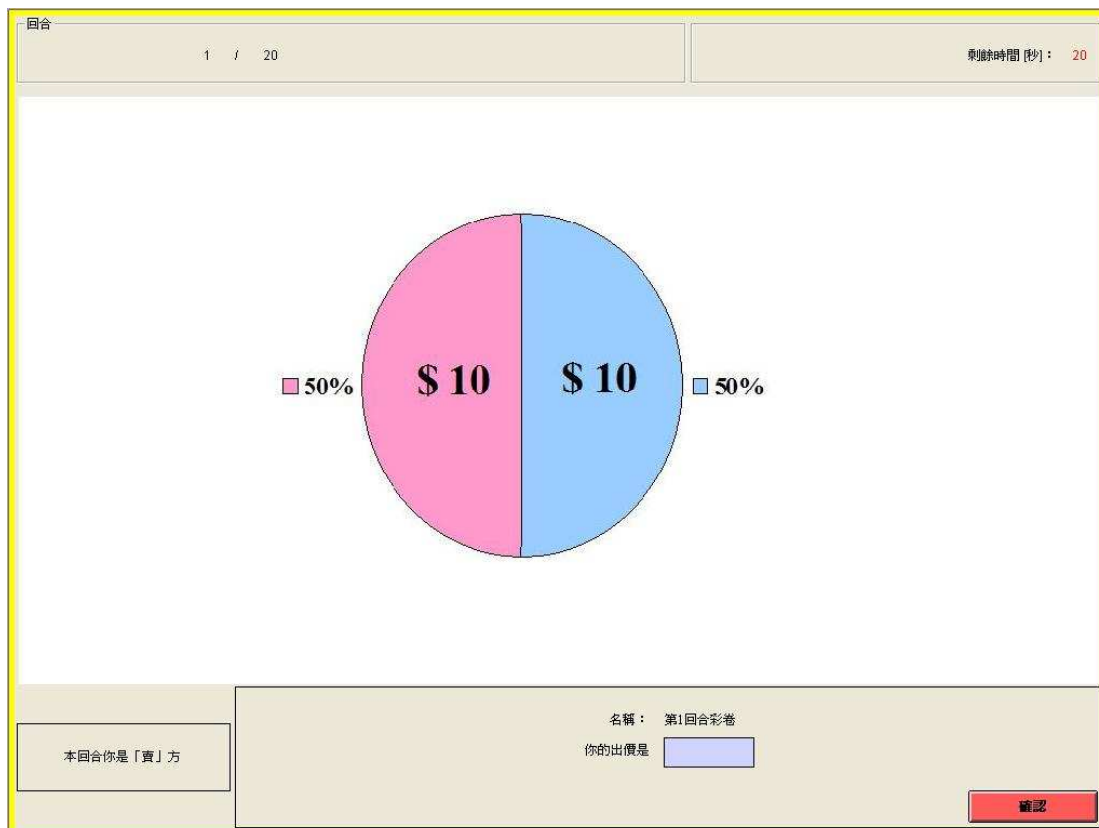 回合
1 / 20
剩餘時間 [秒]： 20
50% $ 10 $ 10 50%
名稱： 第1回合彩卷
本回合你是「賣」方
你的出價是
確認